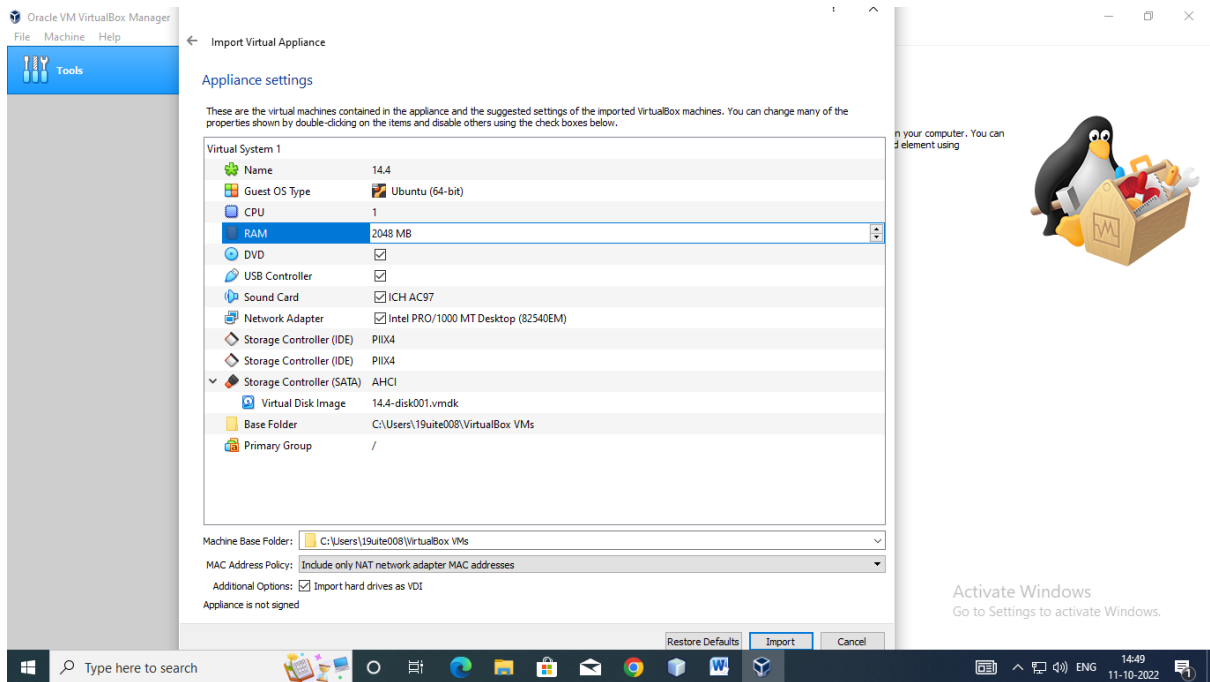 Oracle VM VirtualBox Manager
File Machine Help
Tools
Import Virtual Appliance
Appliance settings
These are the virtual machines contained in the appliance and the suggested settings of the imported VirtualBox machines. You can change many of the
properties shown by double-clicking on the items and disable others using the check boxes below.
Virtual System 1
Name 14.4
Guest OS Type Ubuntu (64-bit)
CPU 1
RAM 2048 MB
DVD
USB Controller
Sound Card ICH AC97
Network Adapter Intel PRO/1000 MT Desktop (82540EM)
Storage Controller (IDE) PIIX4
Storage Controller (IDE) PIIX4
Storage Controller (SATA) AHCI
Virtual Disk Image 14.4-disk001.vmdk
Base Folder C:\Users\19uite008\VirtualBox VMs
Primary Group /
Machine Base Folder: C:\Users\19uite008\VirtualBox VMs
MAC Address Policy: Include only NAT network adapter MAC addresses
Additional Options: Import hard drives as VDI
Appliance is not signed
Restore Defaults Import Cancel
n your computer. You can
d element using
Activate Windows
Go to Settings to activate Windows.
Type here to search
ENG
14:49
11-10-2022
1